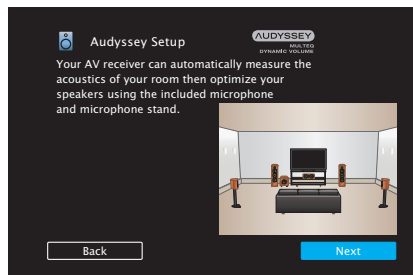 Audyssey Setup
AUDYSSEY
MULTEQ
DYNAMIC VOLUME
Your AV receiver can automatically measure the
acoustics of your room then optimize your
speakers using the included microphone
and microphone stand.
Back
Next